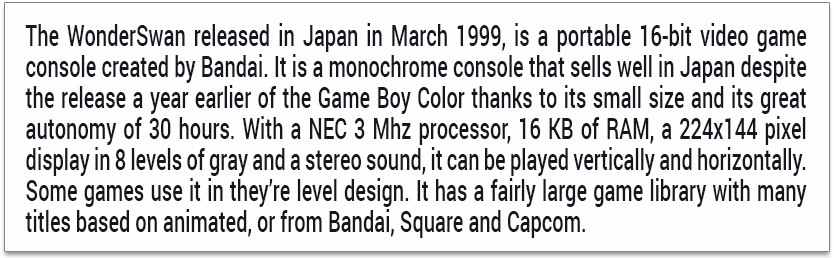 The WonderSwan released in Japan in March 1999, is a portable 16-bit video game
console created by Bandai. It is a monochrome console that sells well in Japan despite
the release a year earlier of the Game Boy Color thanks to its small size and its great
autonomy of 30 hours. With a NEC 3 Mhz processor, 16 KB of RAM, a 224x144 pixel
display in 8 levels of gray and a stereo sound, it can be played vertically and horizontally.
Some games use it in they’re level design. It has a fairly large game library with many
titles based on animated, or from Bandai, Square and Capcom.